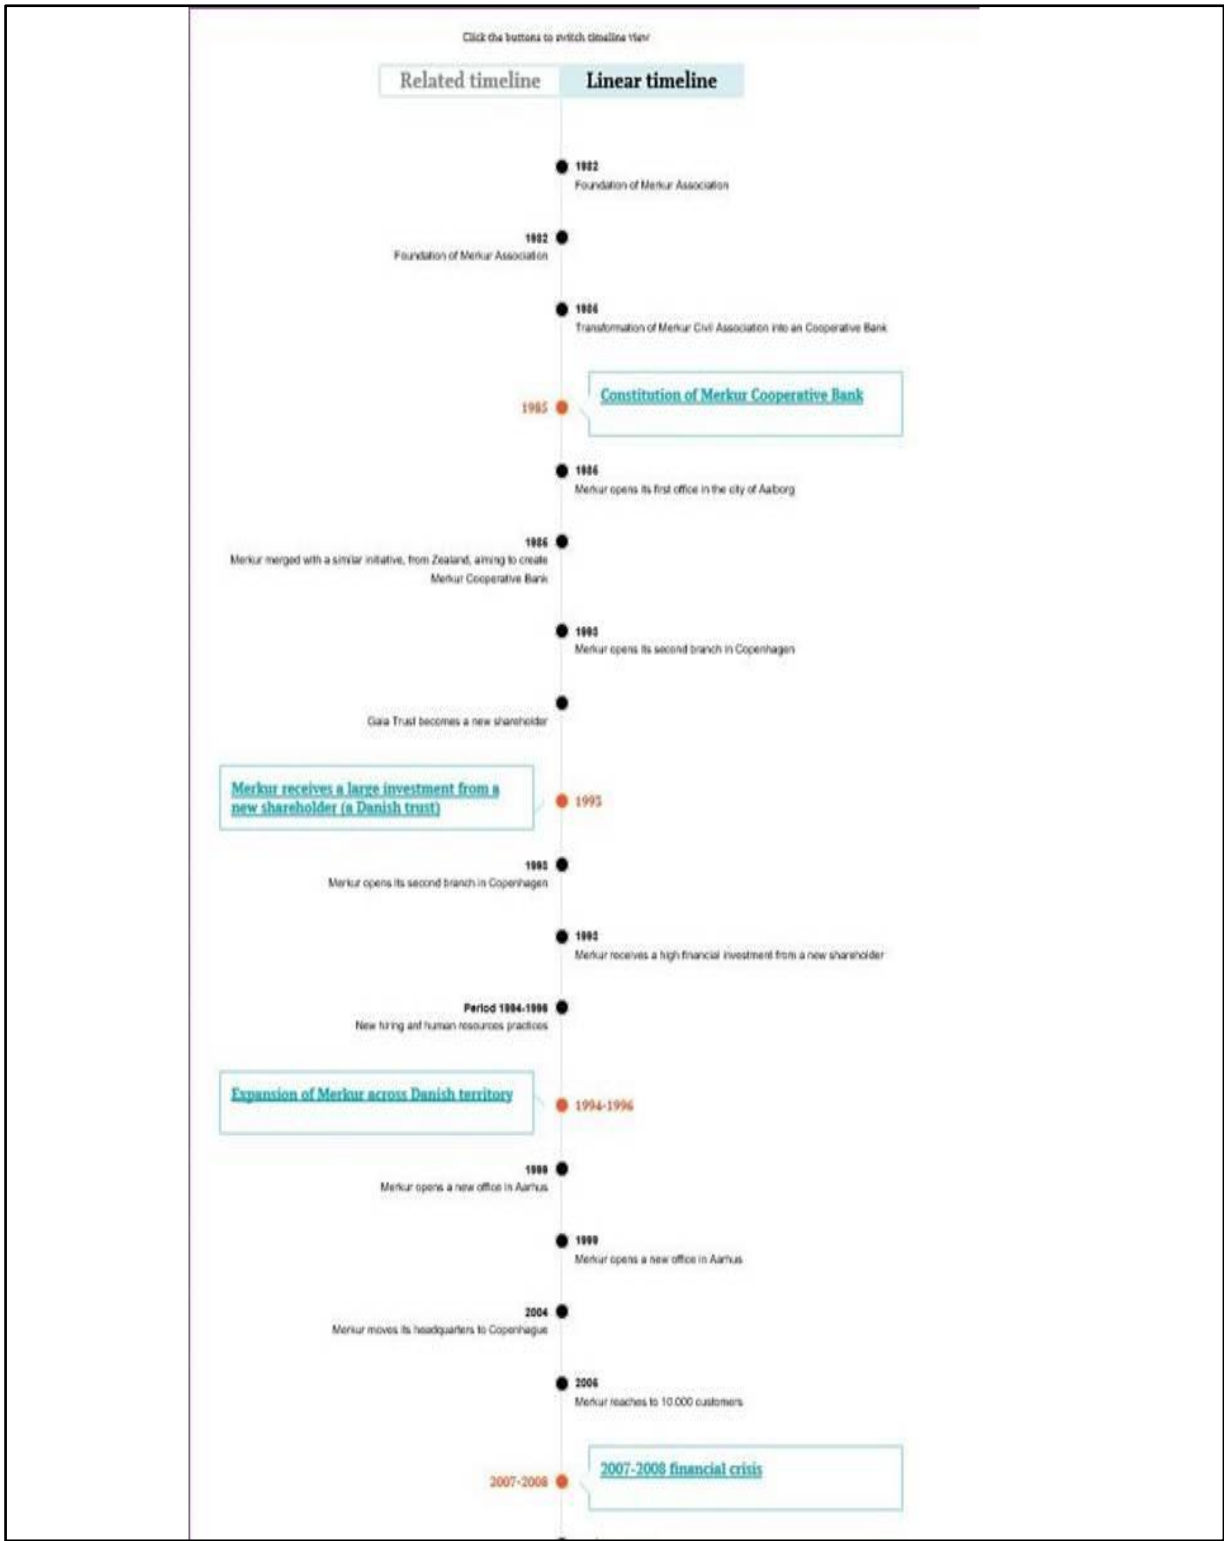 Click the buttons to switch timeline view
Related timeline
Linear timeline
1982
Foundation of Merkur Association
1982
Foundation of Merkur Association
Transformation of Merkur Civil Association into an Cooperative Bank
1985
Constitution of Merkur Cooperative Bank
Merkur opens its first office in the city of Aalborg
Merkur merged with a similar initiative, from Zealand, aiming to create
Merkur Cooperative Bank
Merkur opens its second branch in Copenhagen
Gaia Trust becomes a new shareholder
Merkur receives a large investment from a
new shareholder (a Danish trust)
1993
Merkur opens its second branch in Copenhagen
Merkur receives a high financial investment from a new shareholder
Period 1994-1996
New hiring anf human resources practices
Expansion of Merkur across Danish territory
1994-1996
1999
Merkur opens a new office in Aarhus
1999
Merkur opens a new office in Aarhus
2004
Merkur moves its headquarters to Copenhague
2006
Merkur reaches to 10.000 customers
2007-2008
2007-2008 financial crisis